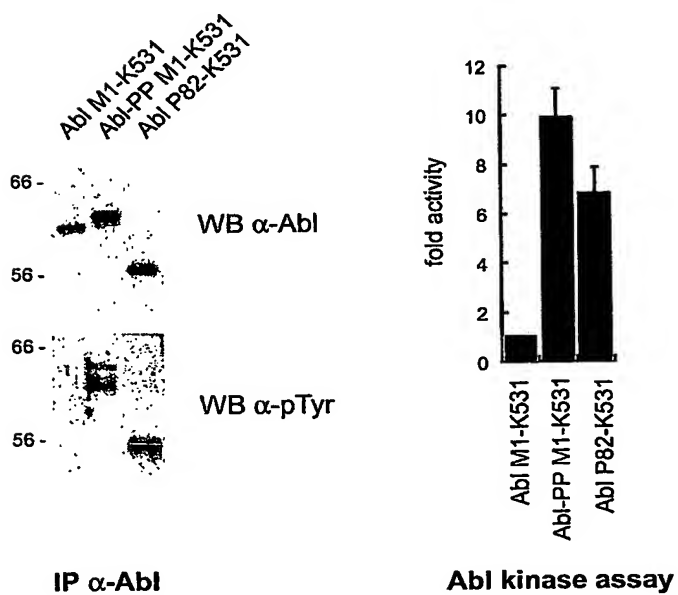 Abl M1-K531
Abl-PP M1-K531
Abl P82-K531
66 -
56 -
WB α-Abl
66 -
56 -
WB α-pTyr
IP α-Abl
fold activity
12
10
8
6
4
2
0
Abl M1-K531
Abl-PP M1-K531
Abl P82-K531
Abl kinase assay